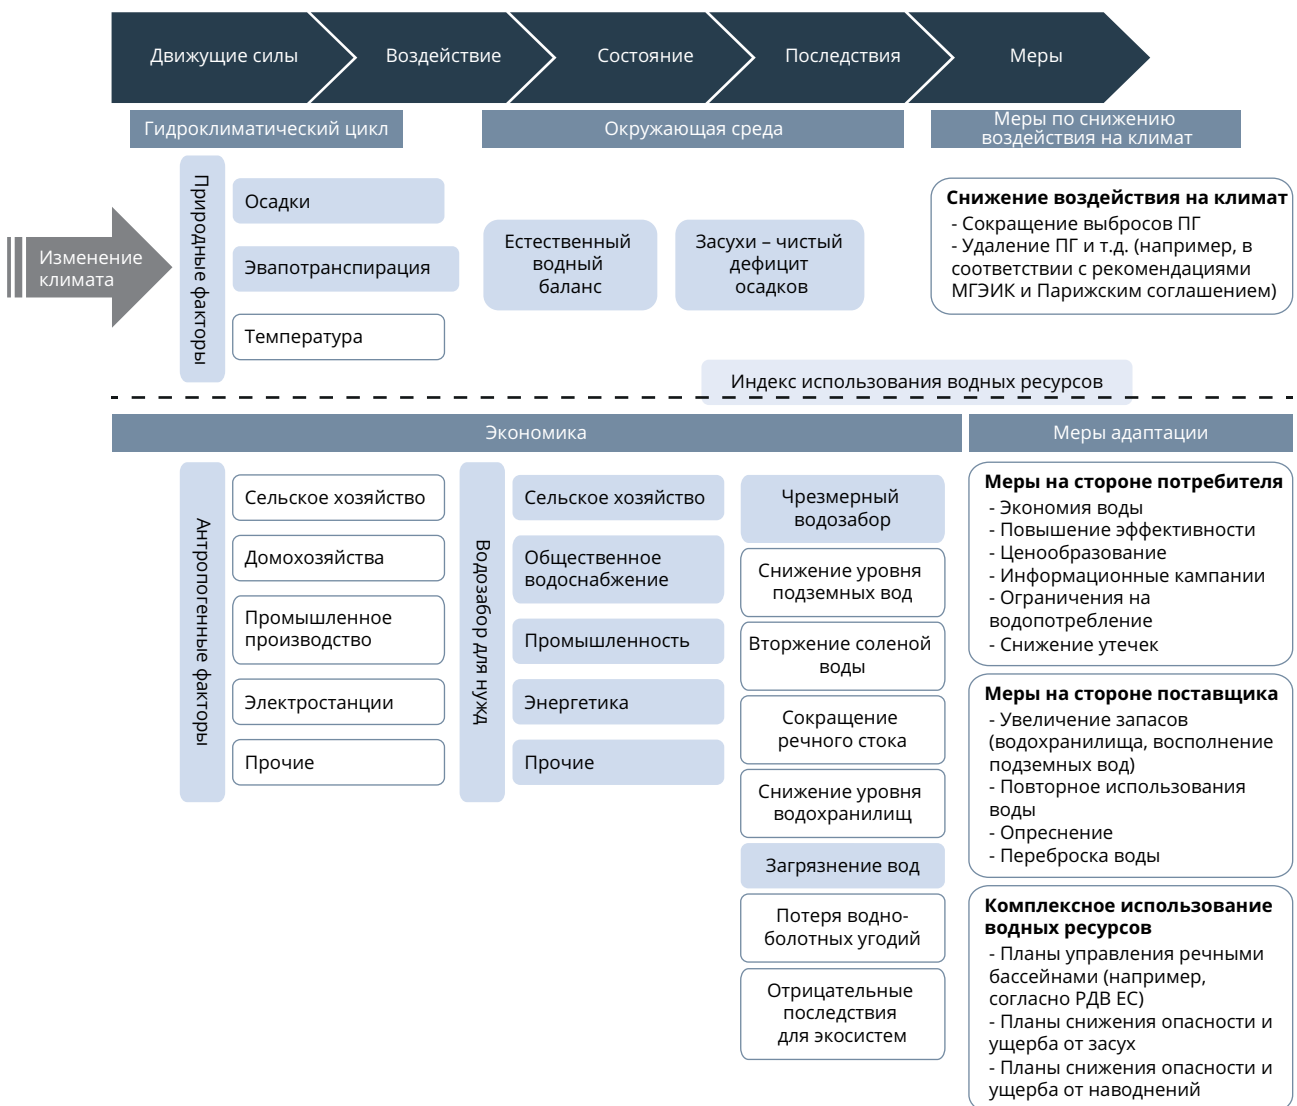 Движущие силы
Воздействие
Состояние
Последствия
Меры
Гидроклиматический цикл
Окружающая среда
Меры по снижению
воздействия на климат
Изменение
климата
Природные факторы
Осадки
Эвапотранспирация
Температура
Естественный
водный
баланс
Засухи – чистый
дефицит
осадков
Снижение воздействия на климат
- Сокращение выбросов ПГ
- Удаление ПГ и т.д. (например, в
соответствии с рекомендациями
МГЭИК и Парижским соглашением)
Индекс использования водных ресурсов
Экономика
Меры адаптации
Антропогенные факторы
Сельское хозяйство
Домохозяйства
Промышленное
производство
Электростанции
Прочие
Водозабор для нужд
Сельское хозяйство
Общественное
водоснабжение
Промышленность
Энергетика
Прочие
Чрезмерный
водозабор
Снижение уровня
подземных вод
Вторжение соленой
воды
Сокращение
речного стока
Снижение уровня
водохранилищ
Загрязнение вод
Потеря водно-
болотных угодий
Отрицательные
последствия
для экосистем
Меры на стороне потребителя
- Экономия воды
- Повышение эффективности
- Ценообразование
- Информационные кампании
- Ограничения на
водопотребление
- Снижение утечек
Меры на стороне поставщика
- Увеличение запасов
(водохранилища, восполнение
подземных вод)
- Повторное использования
воды
- Опреснение
- Переброска воды
Комплексное использование
водных ресурсов
- Планы управления речными
бассейнами (например,
согласно РДВ ЕС)
- Планы снижения опасности и
ущерба от засух
- Планы снижения опасности и
ущерба от наводнений